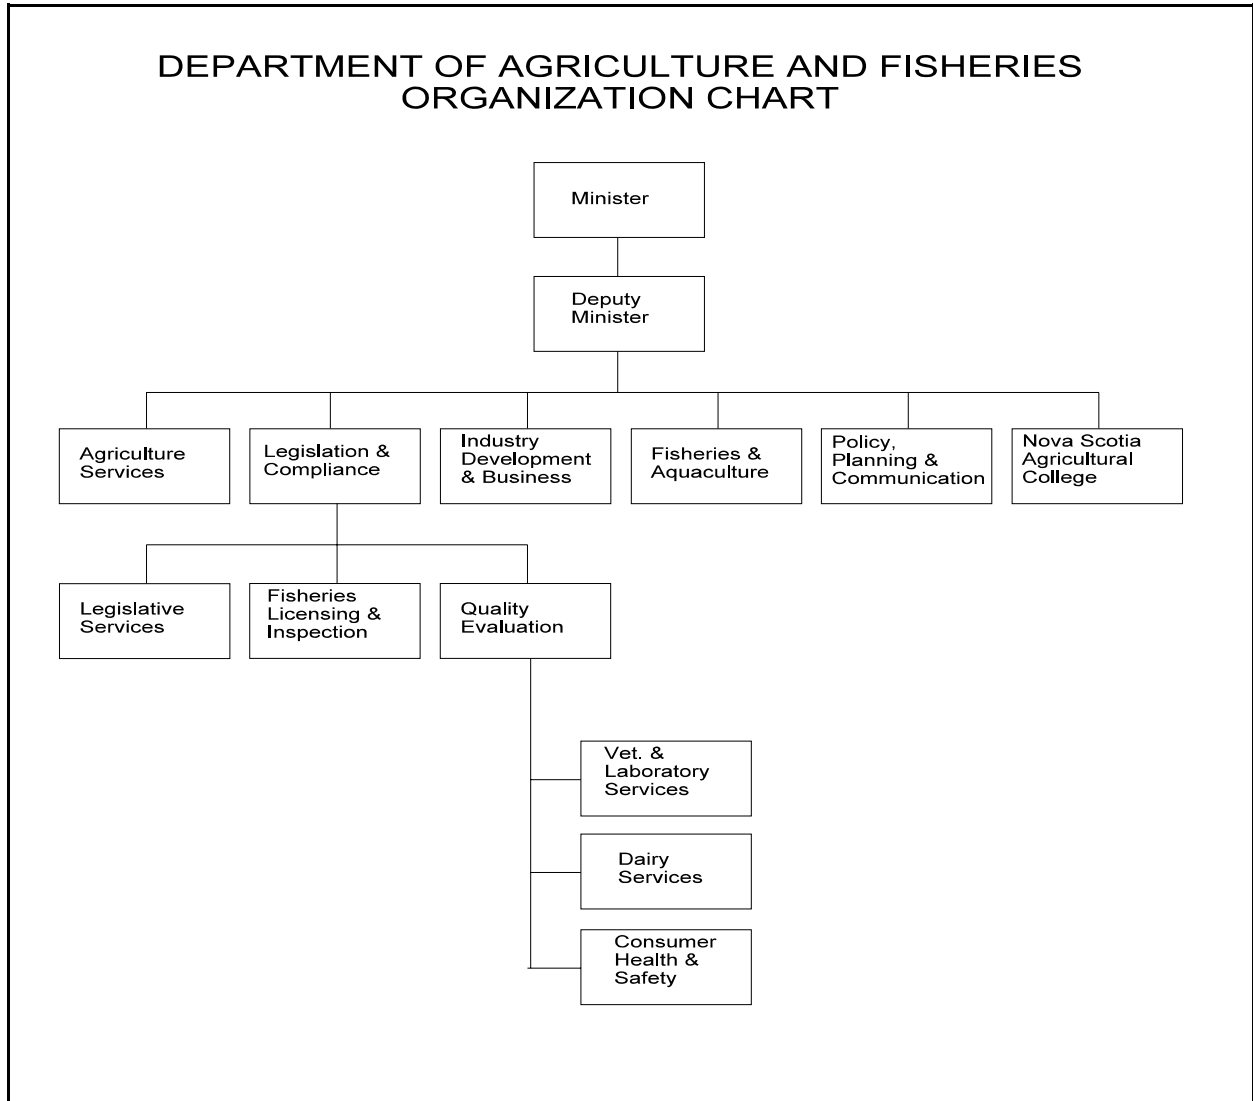 DEPARTMENT OF AGRICULTURE AND FISHERIES
ORGANIZATION CHART
Minister
Deputy
Minister
Agriculture
Services
Legislation &
Compliance
Industry
Development
& Business
Fisheries &
Aquaculture
Policy,
Planning &
Communication
Nova Scotia
Agricultural
College
Legislative
Services
Fisheries
Licensing &
Inspection
Quality
Evaluation
Vet. &
Laboratory
Services
Dairy
Services
Consumer
Health &
Safety